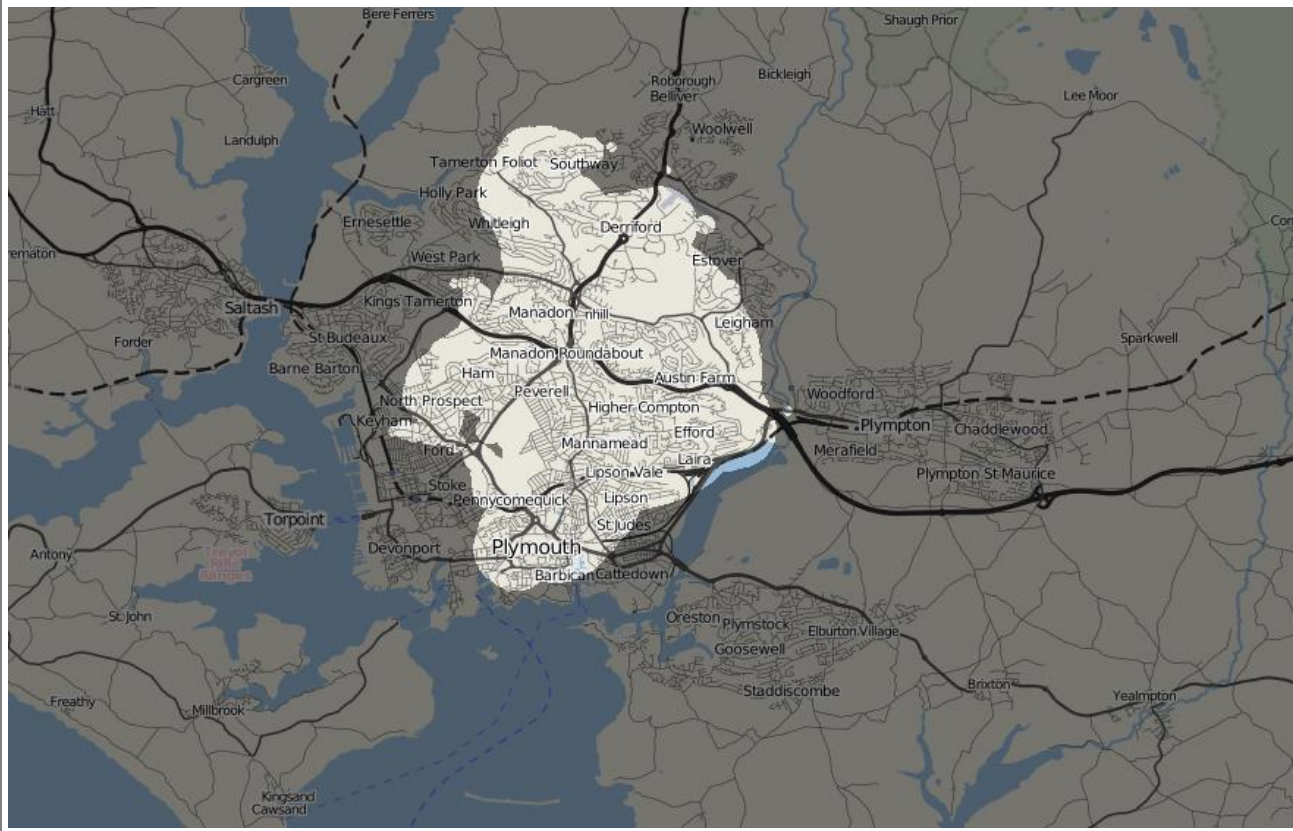 Bere Ferrers
Shaugh Prior
Cargreen
Roborough
Bickleigh
Belliver
Lee Moor
Hatt
Woolwell
Landulph
Tamerton Foliot
Southway
Holly Park
Ernesettle
Whitleigh
Derriford
Con
rematon
West Park
Estover
Kings Tamerton
Saltash
Manadon
nhill
Leigham
Forder
St Budeaux
Sparkwell
Manadon Roundabout
Barne Barton
Ham
Austin Farm
Peverell
Woodford
North Prospect
Higher Compton
Keyham
Efford
Plympton
Chaddlewood
Mannamead
Ford
Merafield
Laira
Lipson Vale
Plympton St Maurice
Stoke
Pennycomequick
Lipson
Torpoint
St Judes
Plymouth
Devonport
Antony
Trevol
Rifle
Ranges
Barbican
Cattedown
St. John
Oreston
Plymstock
Elburton Village
Goosewell
Staddiscombe
Brixton
Yealmpton
Freathy
Millbrook
Kingsand
Cawsand